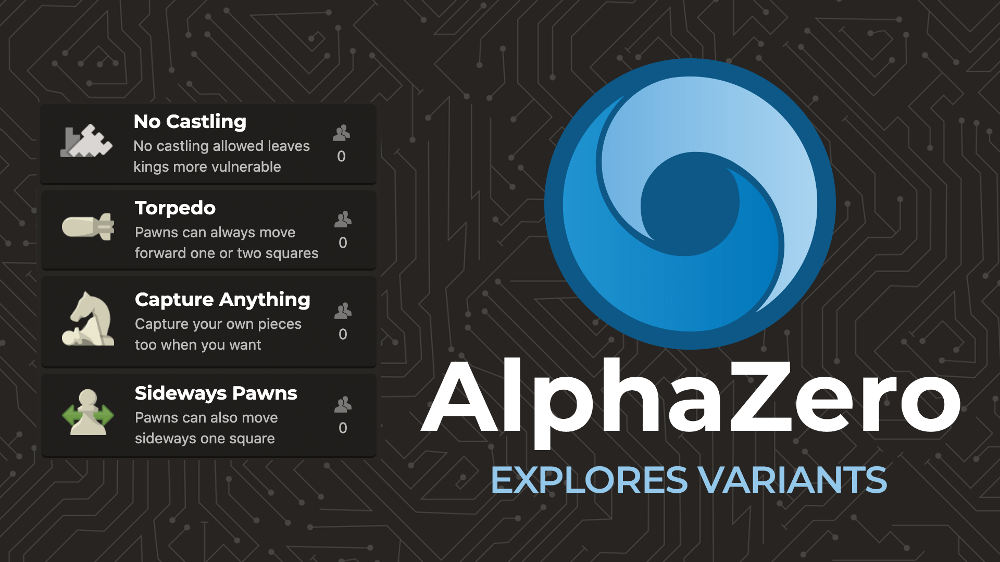 No Castling
No castling allowed leaves
kings more vulnerable
0
Torpedo
Pawns can always move
forward one or two squares
0
Capture Anything
Capture your own pieces
too when you want
0
Sideways Pawns
Pawns can also move
sideways one square
0
AlphaZero
EXPLORES VARIANTS